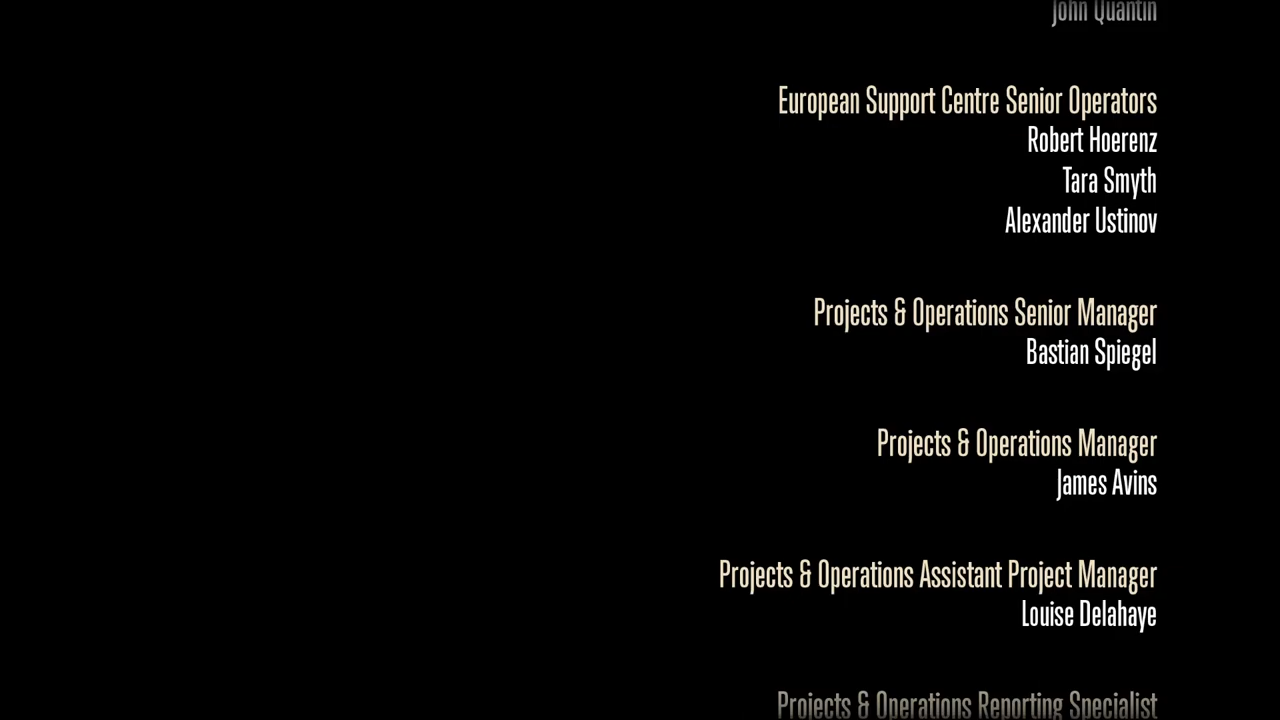 John Quantin
European Support Centre Senior Operators
Robert Hoerenz
Tara Smyth
Alexander Ustinov
Projects & Operations Senior Manager
Bastian Spiegel
Projects & Operations Manager
James Avins
Projects & Operations Assistant Project Manager
Louise Delahaye
Projects & Operations Reporting Specialist